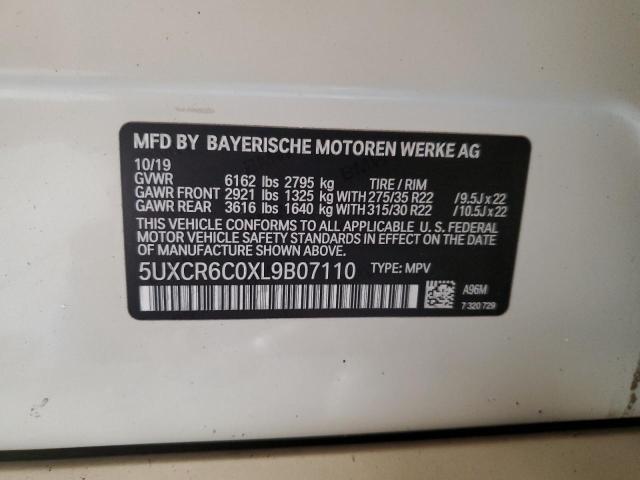 MFD BY BAYERISCHE MOTOREN WERKE AG
10/19
GVWR 6162 lbs 2795 kg TIRE / RIM
GAWR FRONT 2921 lbs 1325 kg WITH 275/35 R22 / 9.5J x 22
GAWR REAR 3616 lbs 1640 kg WITH 315/30 R22 / 10.5J x 22
THIS VEHICLE CONFORMS TO ALL APPLICABLE U. S. FEDERAL
MOTOR VEHICLE SAFETY STANDARDS IN EFFECT ON THE
DATE OF MANUFACTURE SHOWN ABOVE.
5UXCR6C0XL9B07110 TYPE: MPV
A96M
7 320 729